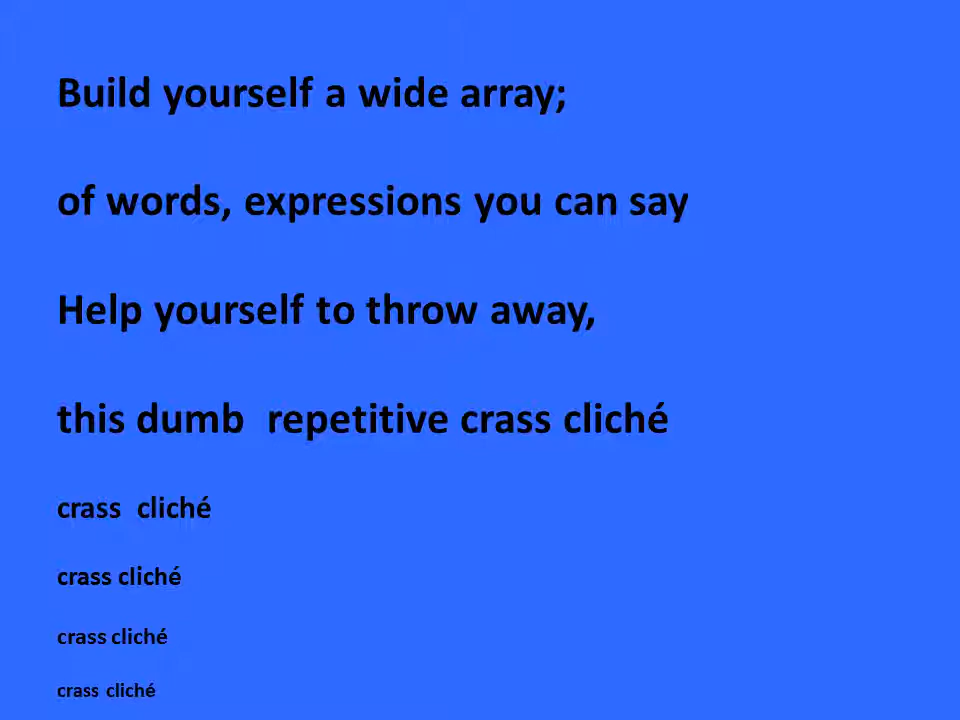 Build yourself a wide array;
of words, expressions you can say
Help yourself to throw away,
this dumb  repetitive crass cliché
crass  cliché
crass cliché
crass cliché
crass cliché